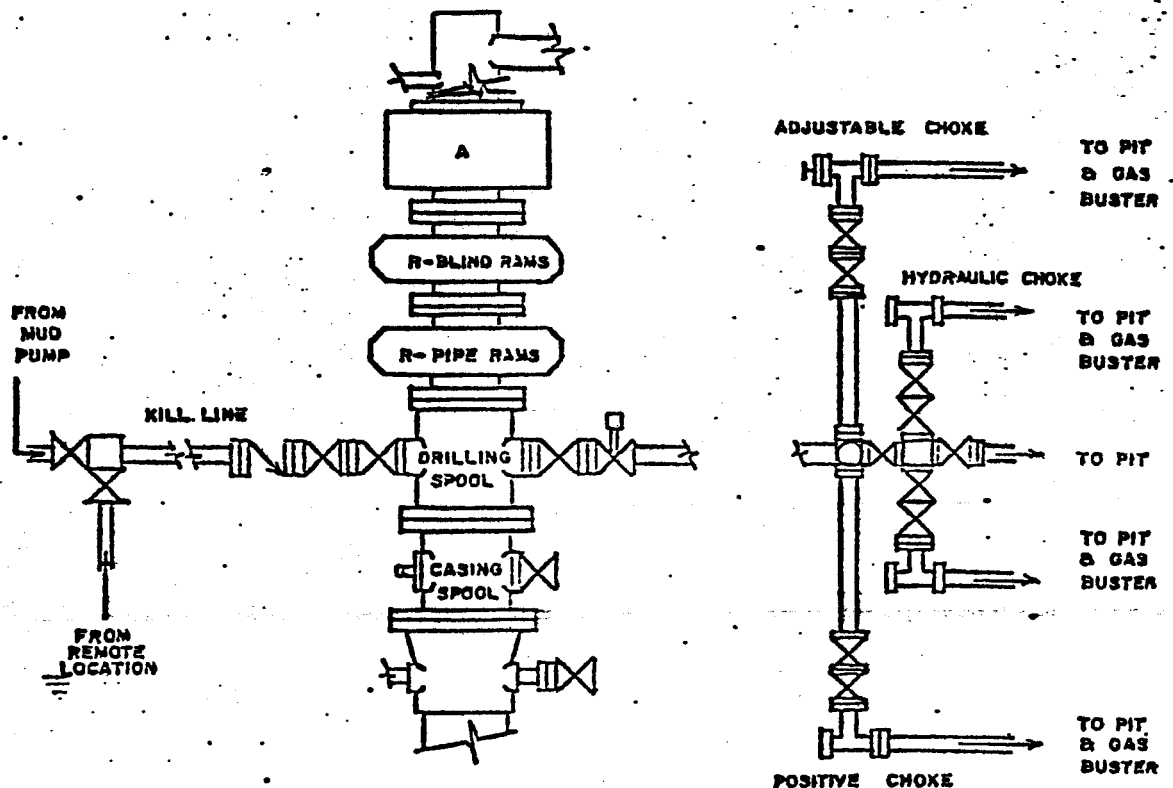 A
ADJUSTABLE CHOKE
TO PIT
& GAS
BUSTER
R-BLIND RAMS
HYDRAULIC CHOKE
FROM
MUD
PUMP
TO PIT
& GAS
BUSTER
R-PIPE RAMS
KILL LINE
DRILLING
SPOOL
TO PIT
TO PIT
& GAS
BUSTER
CASING
SPOOL
FROM
REMOTE
LOCATION
TO PIT
& GAS
BUSTER
POSITIVE CHOKE